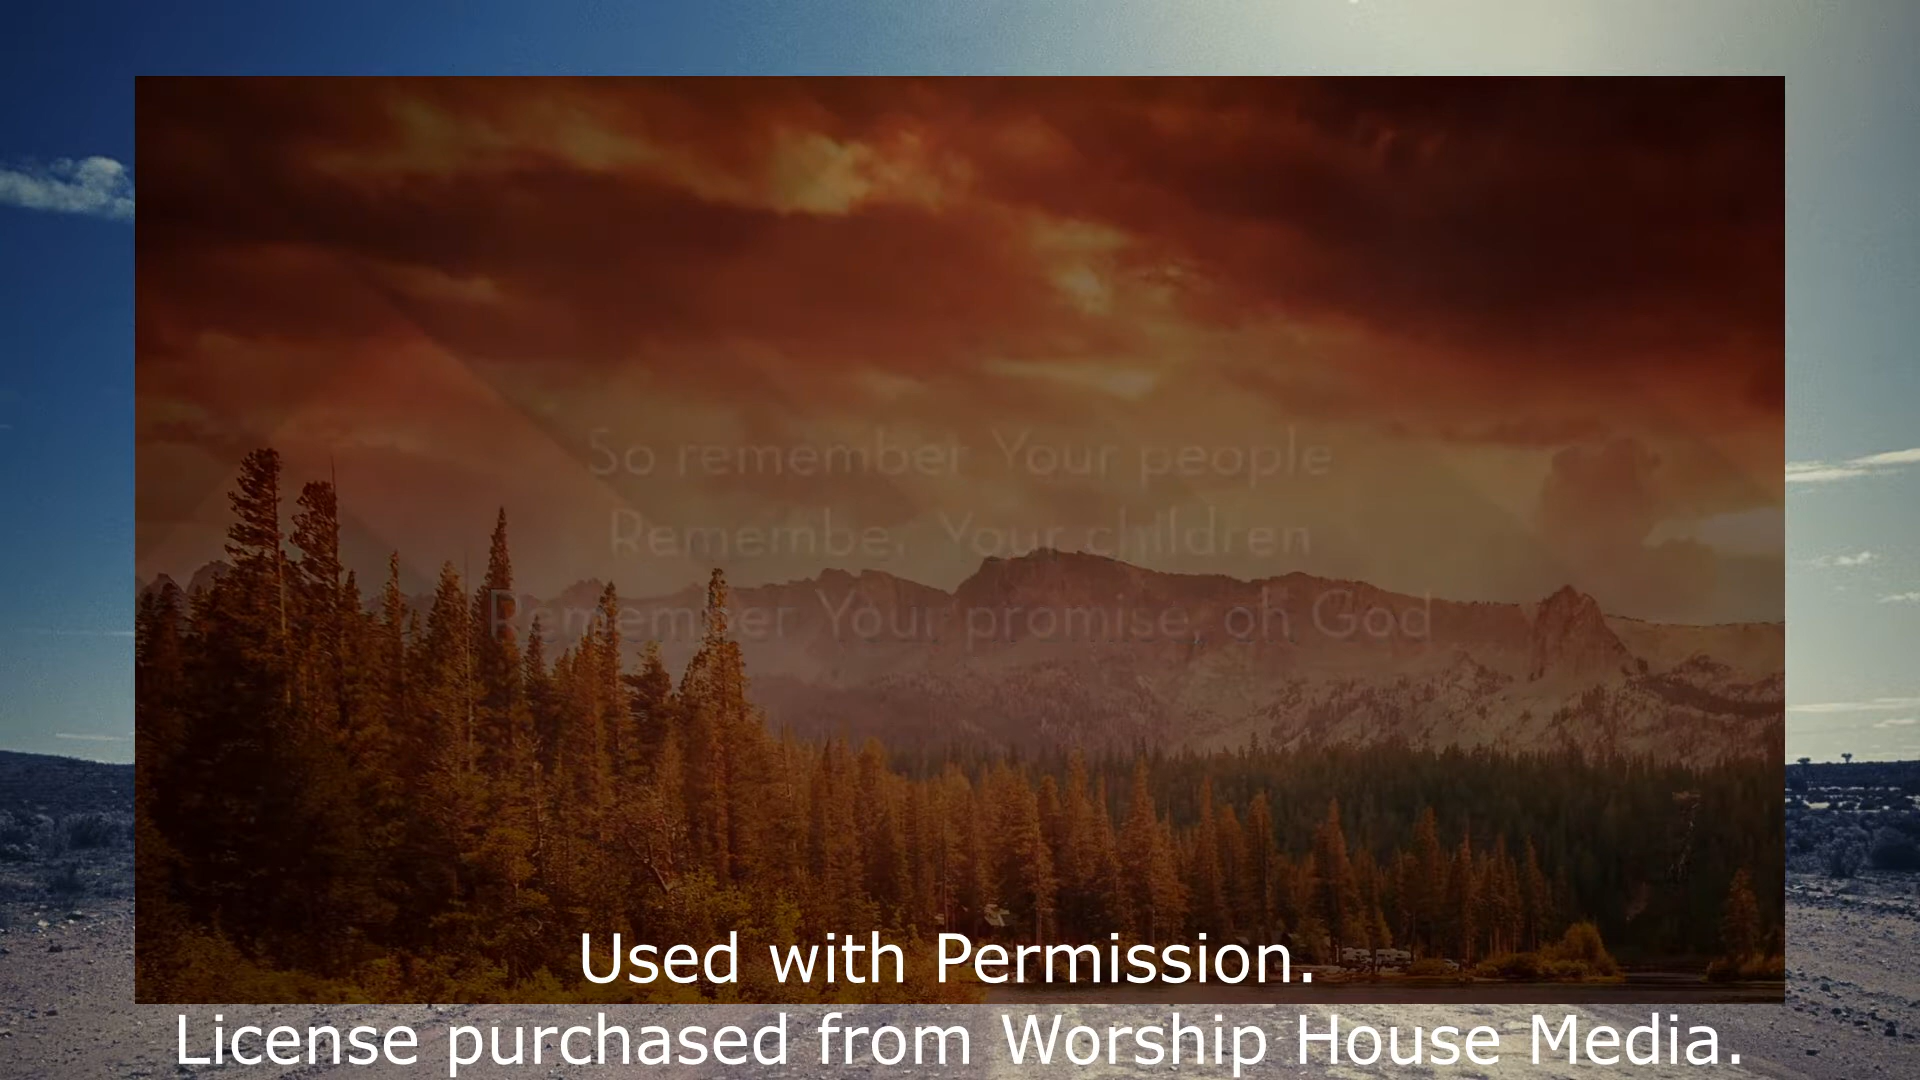 So remember Your people
Remember Your children
Remember Your promise oh God
Used with Permission.
License purchased from Worship House Media.